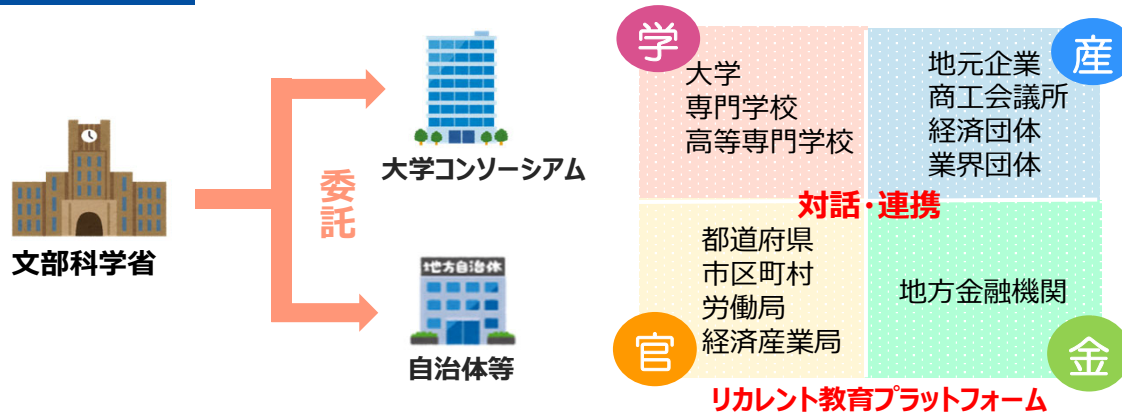 文部科学省
委託
大学コンソーシアム
地方自治体
自治体等
学
大学
専門学校
高等専門学校
産
地元企業
商工会議所
経済団体
業界団体
対話・連携
官
都道府県
市区町村
労働局
経済産業局
金
地方金融機関
リカレント教育プラットフォーム